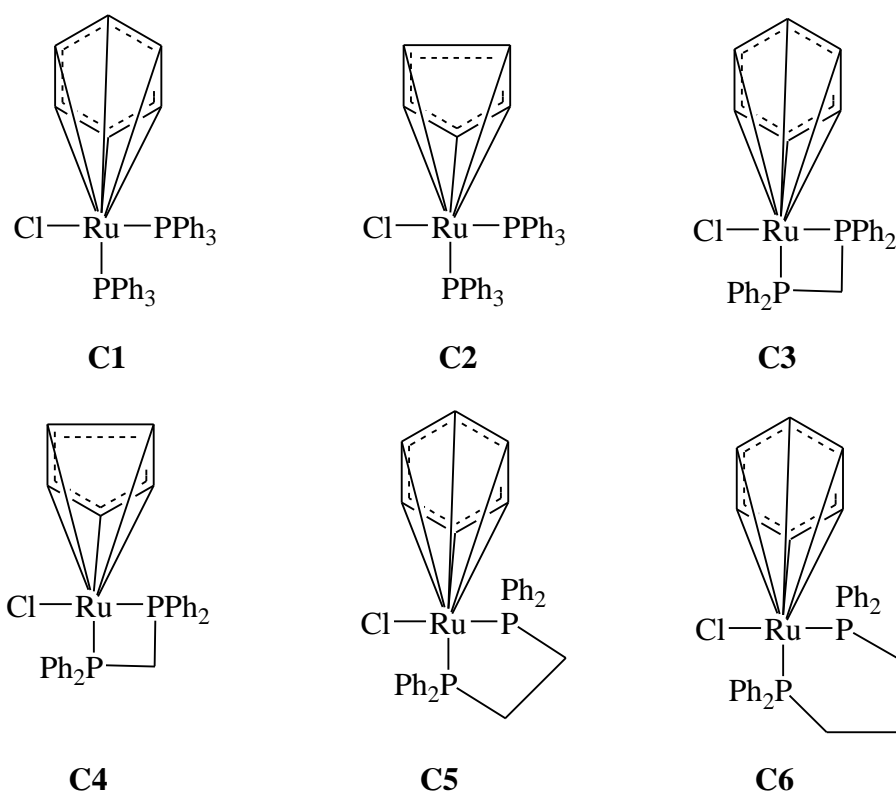 Cl Ru PPh3 Cl Ru PPh3 Cl Ru PPh2
PPh3 PPh3 Ph2P
C1 C2 C3
Cl Ru PPh2 Ph2 Ph2
Ph2P Cl Ru P Cl Ru P
Ph2P Ph2P
C4 C5 C6